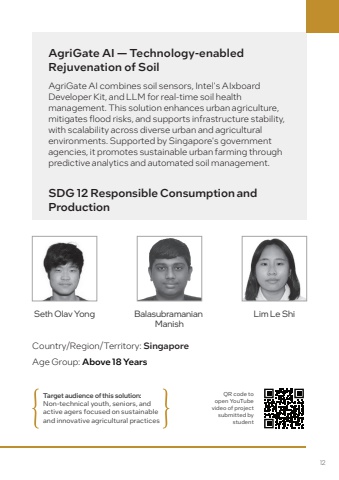 AgriGate AI — Technology-enabled
Rejuvenation of Soil
AgriGate AI combines soil sensors, Intel's AIxboard
Developer Kit, and LLM for real-time soil health
management. This solution enhances urban agriculture,
mitigates flood risks, and supports infrastructure stability,
with scalability across diverse urban and agricultural
environments. Supported by Singapore's government
agencies, it promotes sustainable urban farming through
predictive analytics and automated soil management.
SDG 12 Responsible Consumption and
Production
Seth Olav Yong
Balasubramanian
Manish
Lim Le Shi
Country/Region/Territory: Singapore
Age Group: Above 18 Years
Target audience of this solution:
Non-technical youth, seniors, and
active agers focused on sustainable
and innovative agricultural practices
QR code to
open YouTube
video of project
submitted by
student
12